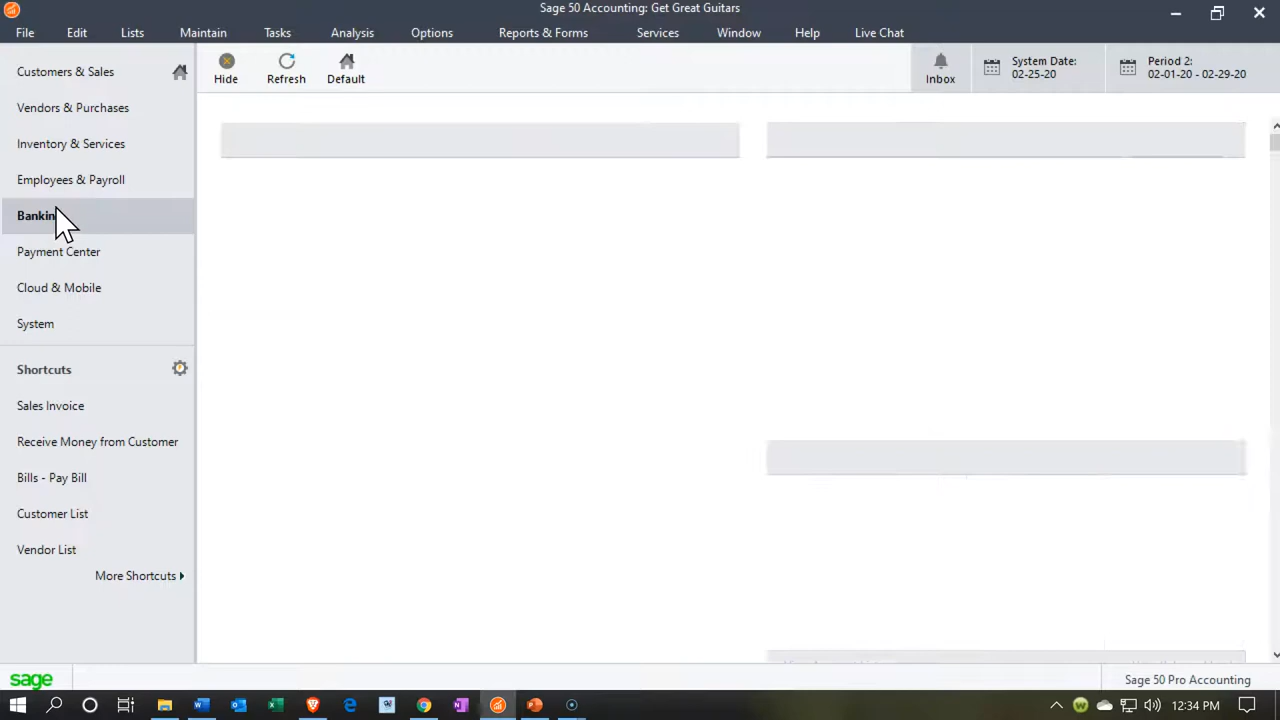 Sage 50 Accounting: Get Great Guitars
File Edit Lists Maintain Tasks Analysis Options Reports & Forms Services Window Help Live Chat
Customers & Sales
Vendors & Purchases
Inventory & Services
Employees & Payroll
Bankin
Payment Center
Cloud & Mobile
System
Shortcuts
Sales Invoice
Receive Money from Customer
Bills - Pay Bill
Customer List
Vendor List
More Shortcuts
Hide Refresh Default
Inbox
System Date:
02-25-20
Period 2:
02-01-20 - 02-29-20
sage
Sage 50 Pro Accounting
12:34 PM